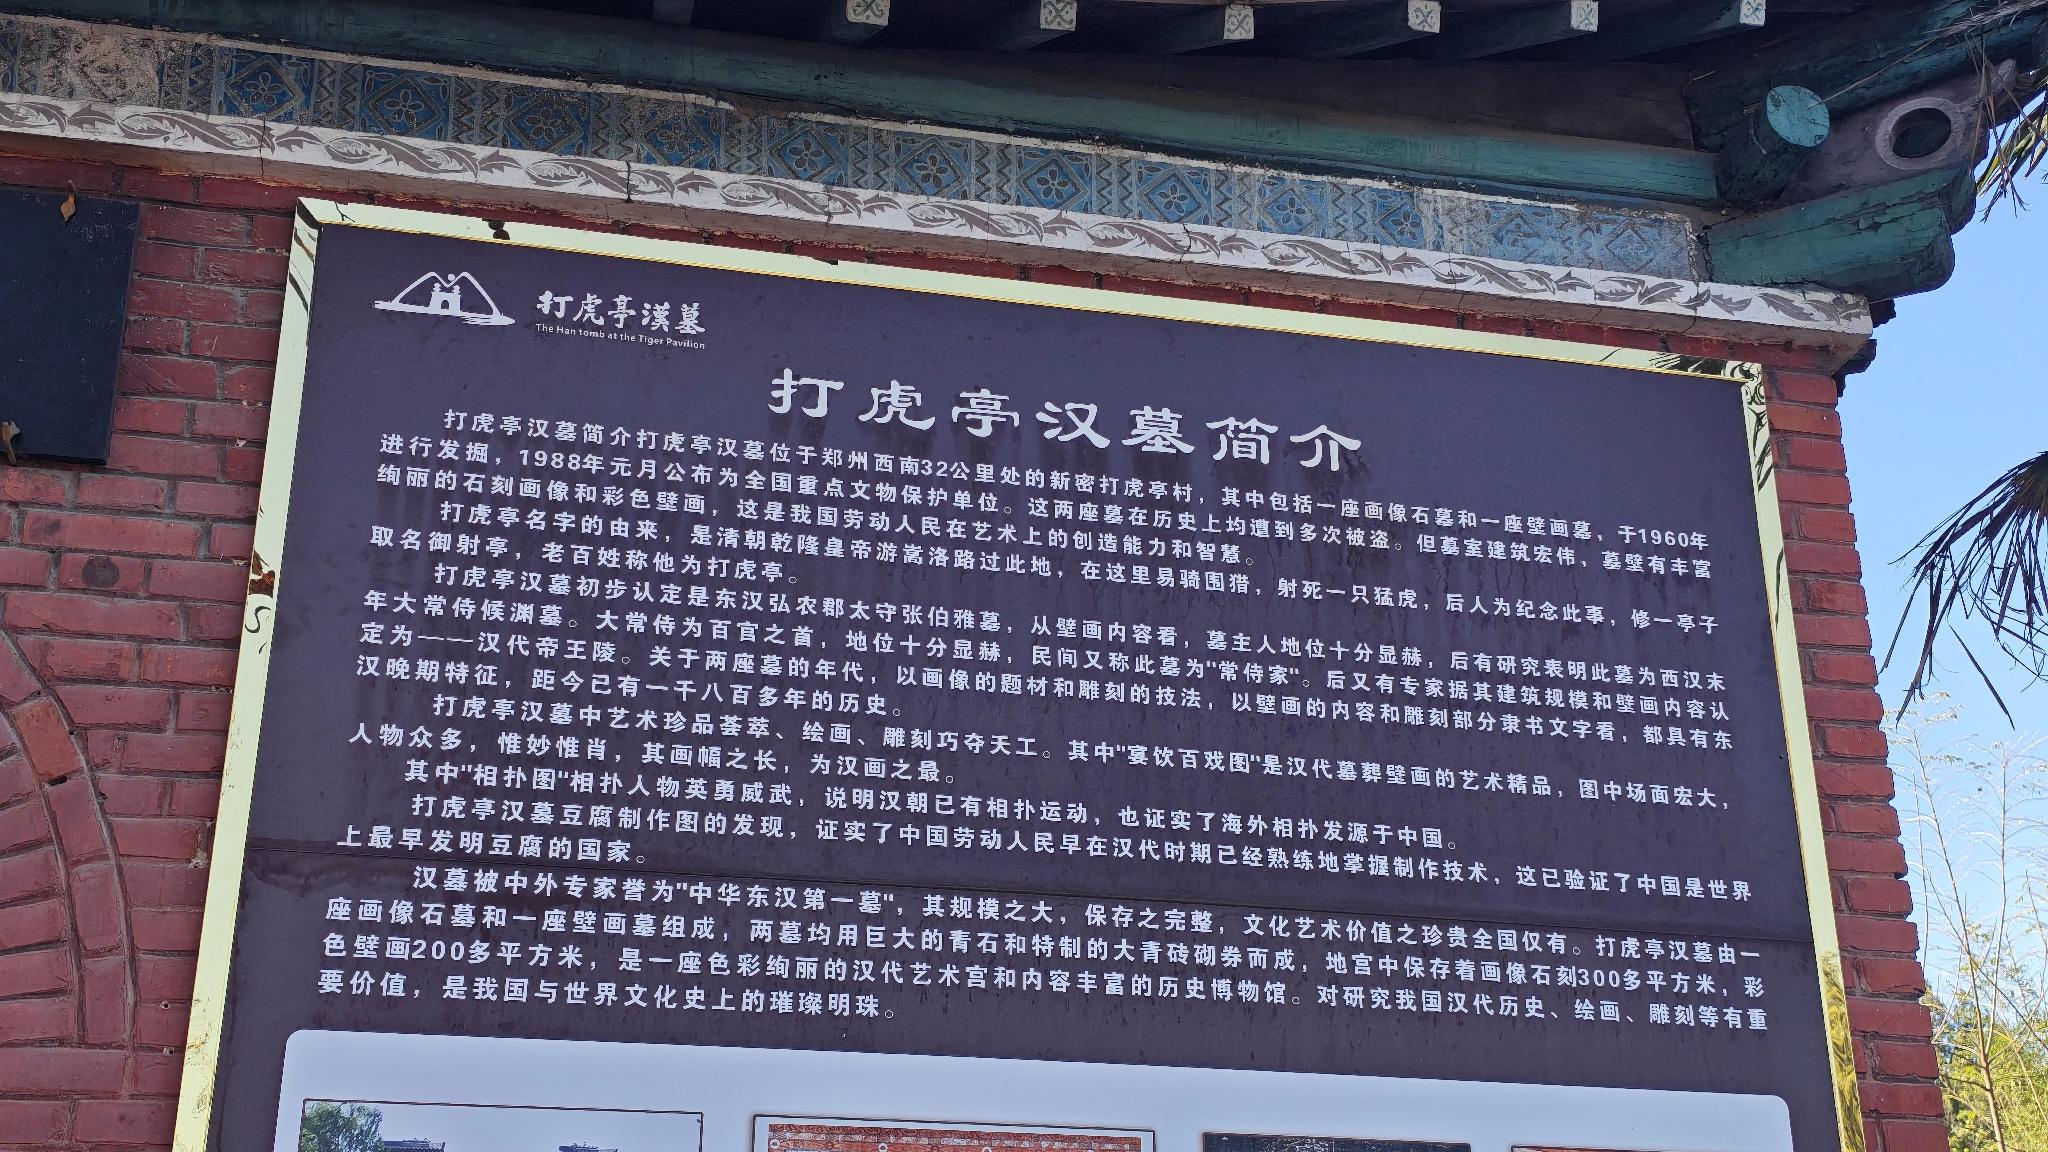 打虎亭漢墓
The Han tomb at the Tiger Pavilion
打虎亭汉墓简介
打虎亭汉墓简介打虎亭汉墓位于郑州西南32公里处的新密打虎亭村，其中包括一座画像石墓和一座壁画墓，于1960年
进行发掘，1988年元月公布为全国重点文物保护单位。这两座墓在历史上均遭到多次被盗。但墓室建筑宏伟，墓壁有丰富
绚丽的石刻画像和彩色壁画，这是我国劳动人民在艺术上的创造能力和智慧。
打虎亭名字的由来，是清朝乾隆皇帝游嵩洛路过此地，在这里易骑围猎，射死一只猛虎，后人为纪念此事，修一亭子
取名御射亭，老百姓称他为打虎亭。
打虎亭汉墓初步认定是东汉弘农郡太守张伯雅墓，从壁画内容看，墓主人地位十分显赫，后有研究表明此墓为西汉末
年大常侍候渊墓。大常侍为百官之首，地位十分显赫，民间又称此墓为"常侍家"。后又有专家据其建筑规模和壁画内容认
定为——汉代帝王陵。关于两座墓的年代，以画像的题材和雕刻的技法，以壁画的内容和雕刻部分隶书文字看，都具有东
汉晚期特征，距今已有一千八百多年的历史。
打虎亭汉墓中艺术珍品荟萃、绘画、雕刻巧夺天工。其中"宴饮百戏图"是汉代墓葬壁画的艺术精品，图中场面宏大，
人物众多，惟妙惟肖，其画幅之长，为汉画之最。
其中"相扑图"相扑人物英勇威武，说明汉朝已有相扑运动，也证实了海外相扑发源于中国。
打虎亭汉墓豆腐制作图的发现，证实了中国劳动人民早在汉代时期已经熟练地掌握制作技术，这已验证了中国是世界
上最早发明豆腐的国家。
汉墓被中外专家誉为"中华东汉第一墓"，其规模之大，保存之完整，文化艺术价值之珍贵全国仅有。打虎亭汉墓由一
座画像石墓和一座壁画墓组成，两墓均用巨大的青石和特制的大青砖砌券而成，地宫中保存着画像石刻300多平方米，彩
色壁画200多平方米，是一座色彩绚丽的汉代艺术宫和内容丰富的历史博物馆。对研究我国汉代历史、绘画、雕刻等有重
要价值，是我国与世界文化史上的璀璨明珠。